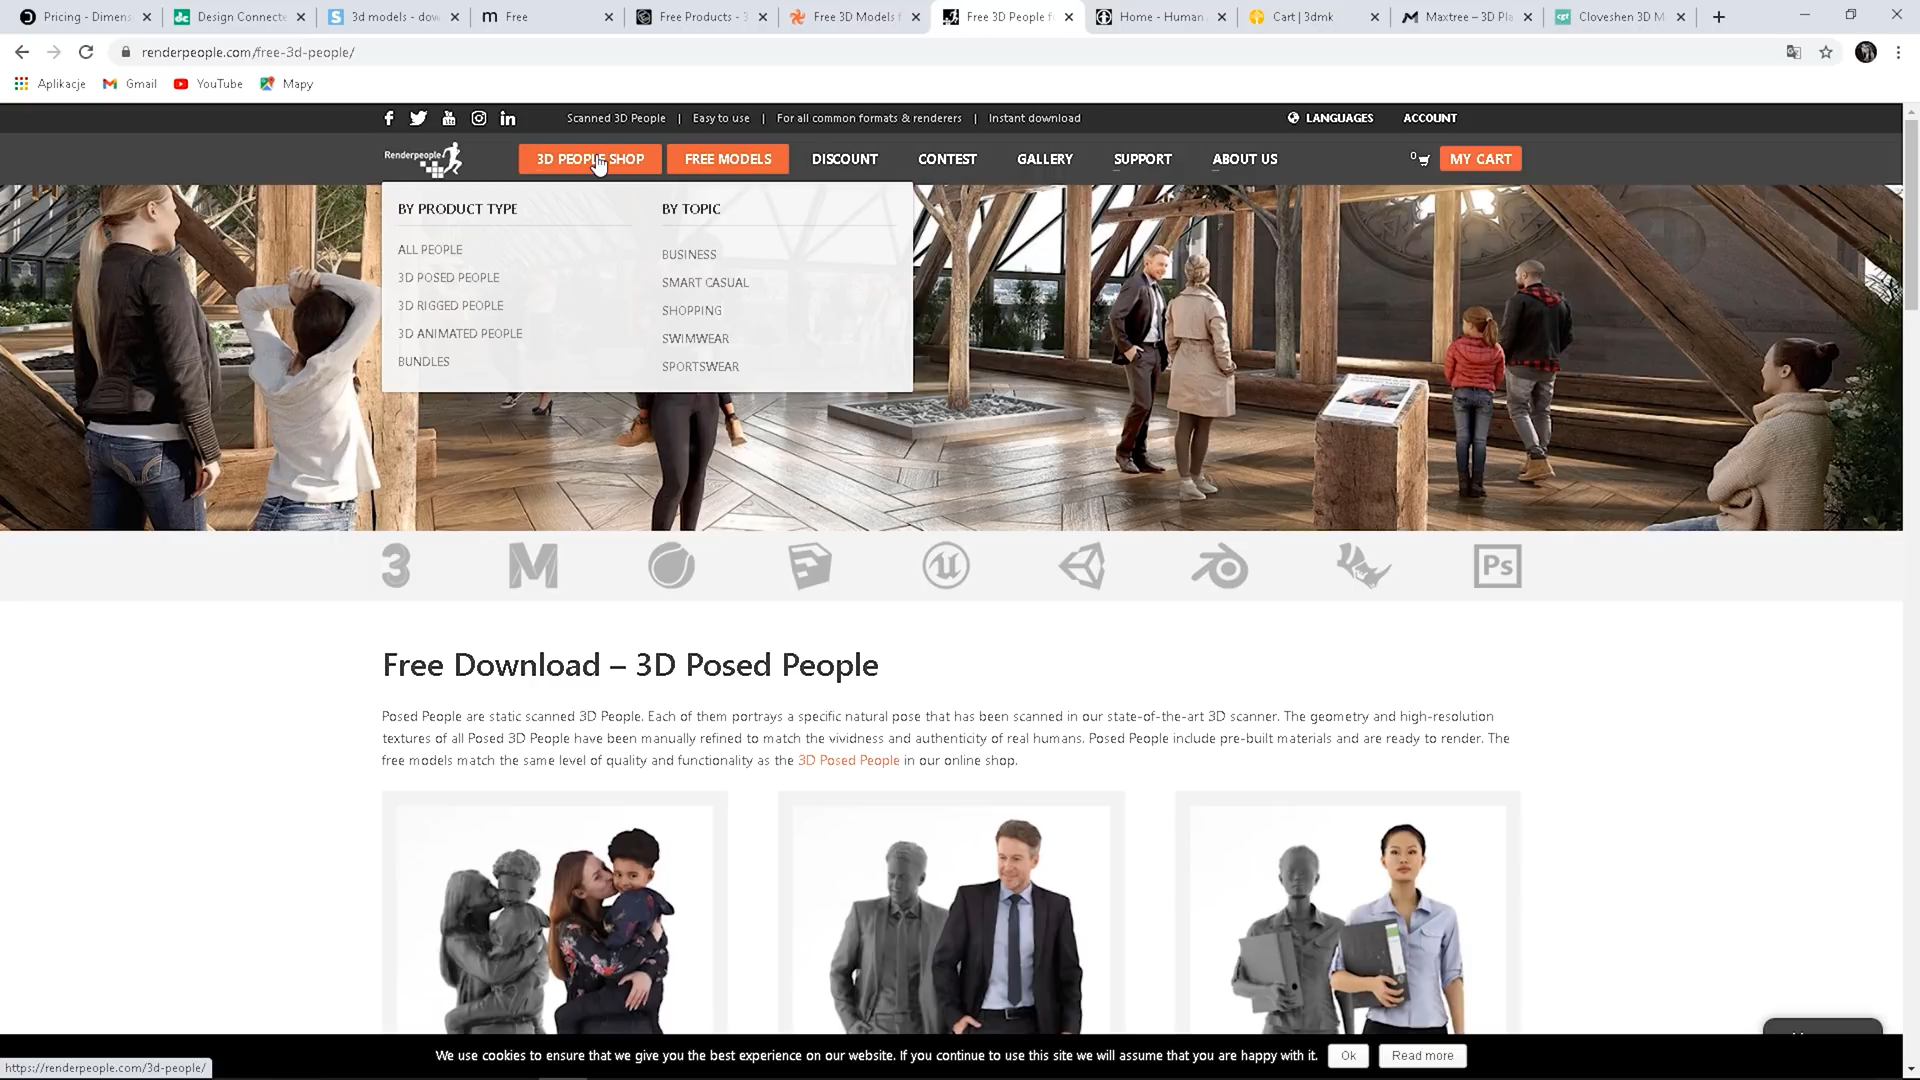 Pricing - Dimens
Design Connecte
3d models - dow
Free
Free Products - 3
Free 3D Models f
Free 3D People fo
Home - Human
Cart | 3dmk
Maxtree – 3D Pla
Cloveshen 3D M
renderpeople.com/free-3d-people/
Aplikacje
Gmail
YouTube
Mapy
Scanned 3D People | Easy to use | For all common formats & renderers | Instant download
LANGUAGES
ACCOUNT
Renderpeople
3D PEOPLE SHOP
FREE MODELS
DISCOUNT
CONTEST
GALLERY
SUPPORT
ABOUT US
0
MY CART
BY PRODUCT TYPE
ALL PEOPLE
3D POSED PEOPLE
3D RIGGED PEOPLE
3D ANIMATED PEOPLE
BUNDLES
BY TOPIC
BUSINESS
SMART CASUAL
SHOPPING
SWIMWEAR
SPORTSWEAR
Ps
Free Download – 3D Posed People
Posed People are static scanned 3D People. Each of them portrays a specific natural pose that has been scanned in our state-of-the-art 3D scanner. The geometry and high-resolution
textures of all Posed 3D People have been manually refined to match the vividness and authenticity of real humans. Posed People include pre-built materials and are ready to render. The
free models match the same level of quality and functionality as the 3D Posed People in our online shop.
We use cookies to ensure that we give you the best experience on our website. If you continue to use this site we will assume that you are happy with it.
Ok
Read more
https://renderpeople.com/3d-people/